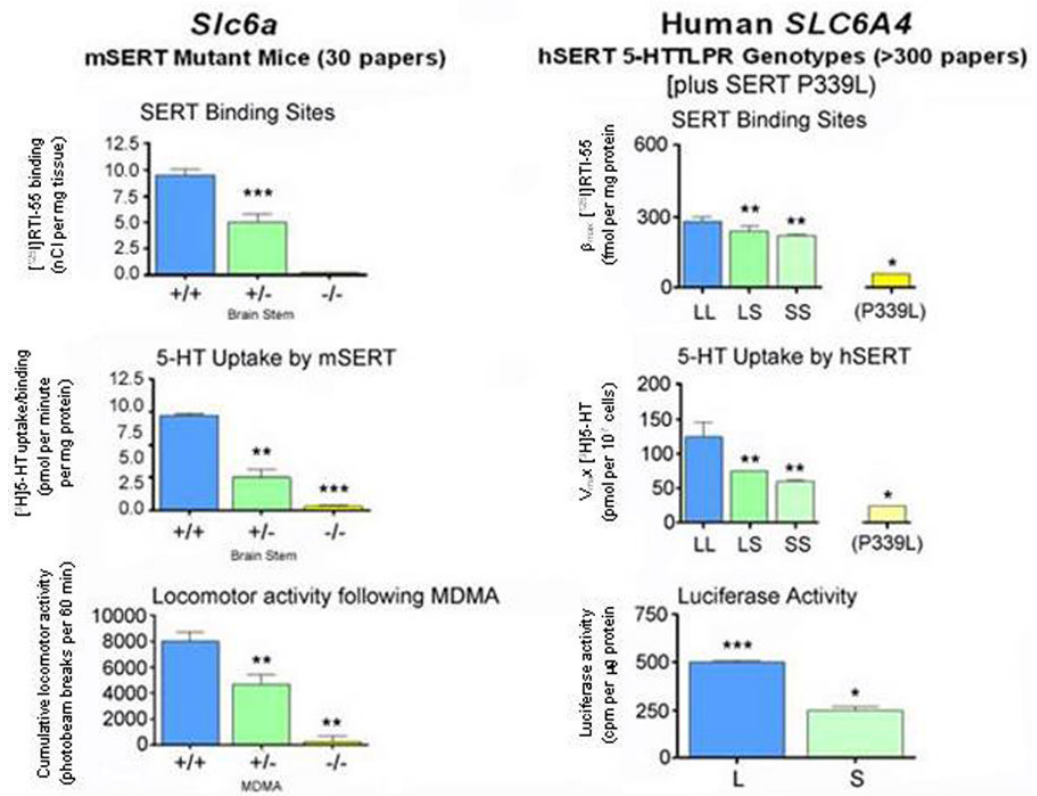 Slc6a
mSERT Mutant Mice (30 papers)
SERT Binding Sites
[¹²⁵I]RTI-55 binding
(nCl per mg tissue)
12.5
10.0
7.5
5.0
2.5
0.0
***
+/+ +/- -/-
Brain Stem
5-HT Uptake by mSERT
[³H]5-HT uptake/binding
(pmol per minute
per mg protein)
12.5
10.0
7.5
5.0
2.5
0.0
**
***
+/+ +/- -/-
Brain Stem
Locomotor activity following MDMA
Cumulative locomotor activity
(photobeam breaks per 60 min)
10000
8000
6000
4000
2000
0
**
**
+/+ +/- -/-
MDMA
Human SLC6A4
hSERT 5-HTTLPR Genotypes (>300 papers)
[plus SERT P339L)
SERT Binding Sites
βmax [¹²⁵I]RTI-55
(fmol per mg protein)
600
300
0
**
**
*
LL LS SS (P339L)
5-HT Uptake by hSERT
Vmax [³H]5-HT
(pmol per 10⁷ cells)
200
150
100
50
0
**
**
*
LL LS SS (P339L)
Luciferase Activity
Luciferase activity
(cpm per μg protein
750
500
250
0
***
*
L S